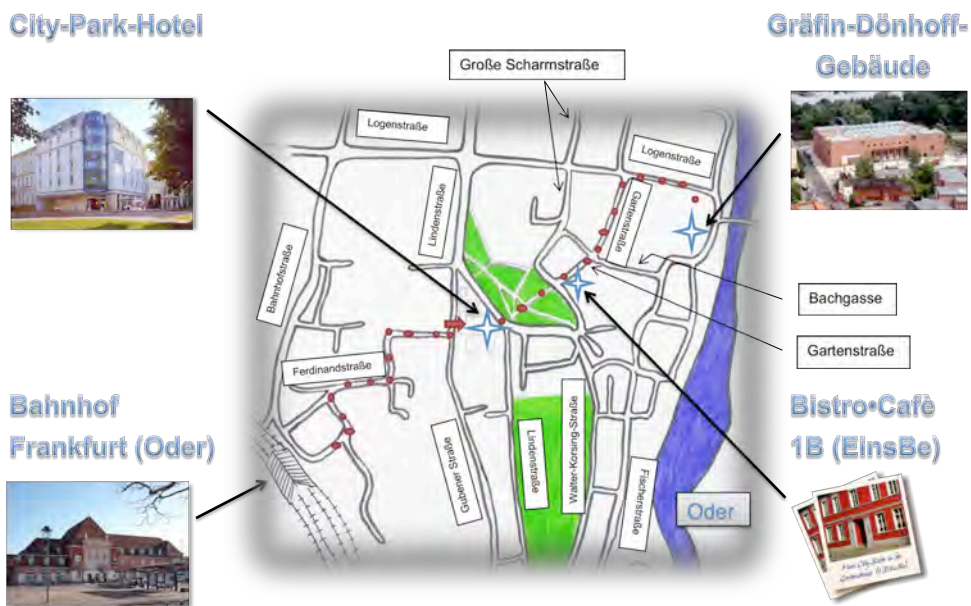 City-Park-Hotel
Gräfin-Dönhoff-
Gebäude
Große Scharrnstraße
Logenstraße
Logenstraße
Lindenstraße
Gartenstraße
Bahnhofstraße
Bachgasse
Gartenstraße
Ferdinandstraße
Bahnhof
Frankfurt (Oder)
Bistro•Cafè
1B (EinsBe)
Gubener Straße
Lindenstraße
Walter-Korsing-Straße
Fischerstraße
Oder